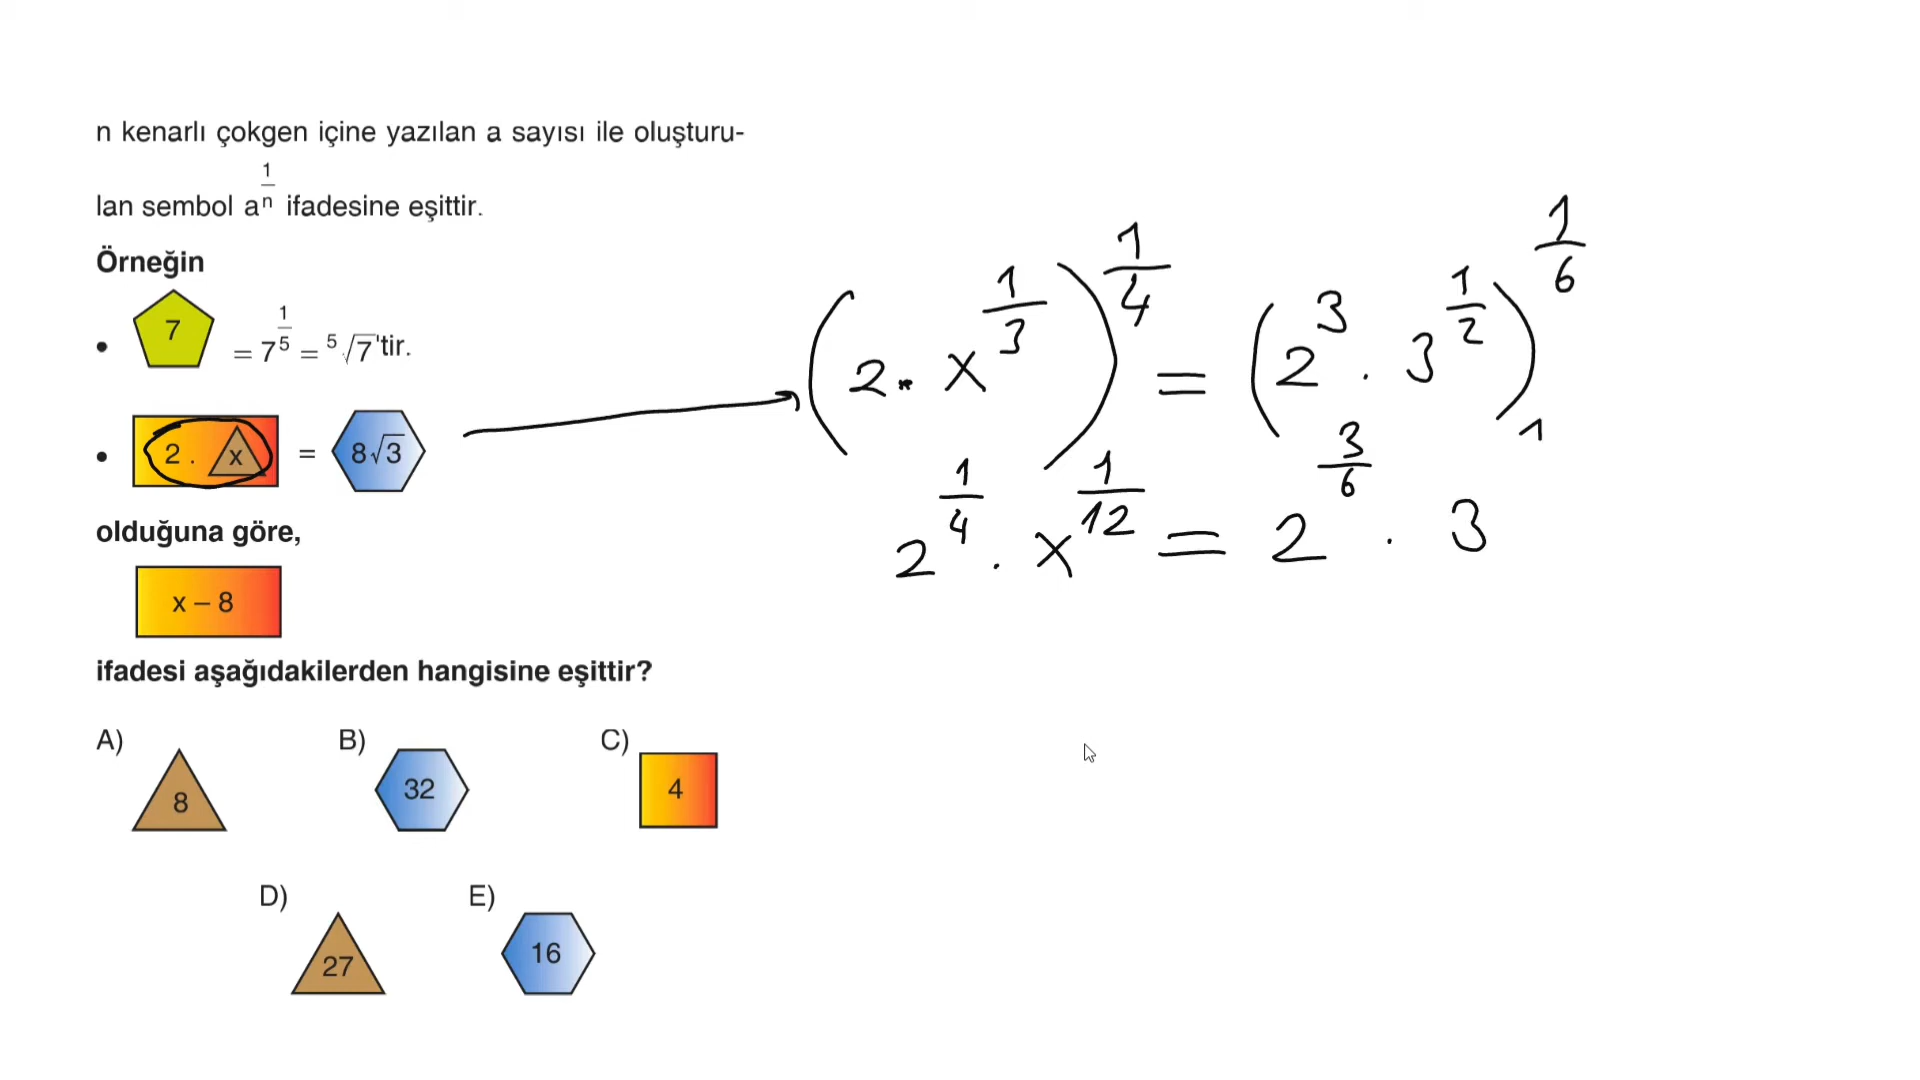 n kenarlı çokgen içine yazılan a sayısı ile oluşturu-
lan sembol a^(1/n) ifadesine eşittir.
Örneğin
• 7 = 7^(1/5) = ⁵√7'tir.
• 2 . x = 8√3
olduğuna göre,
x – 8
ifadesi aşağıdakilerden hangisine eşittir?
A) 8
B) 32
C) 4
D) 27
E) 16
(2 . x^(1/3))^(1/4) = (2^3 . 3^(1/2))^(1/6)
1
2^(1/4) . x^(1/12) = 2^(3/6) . 3